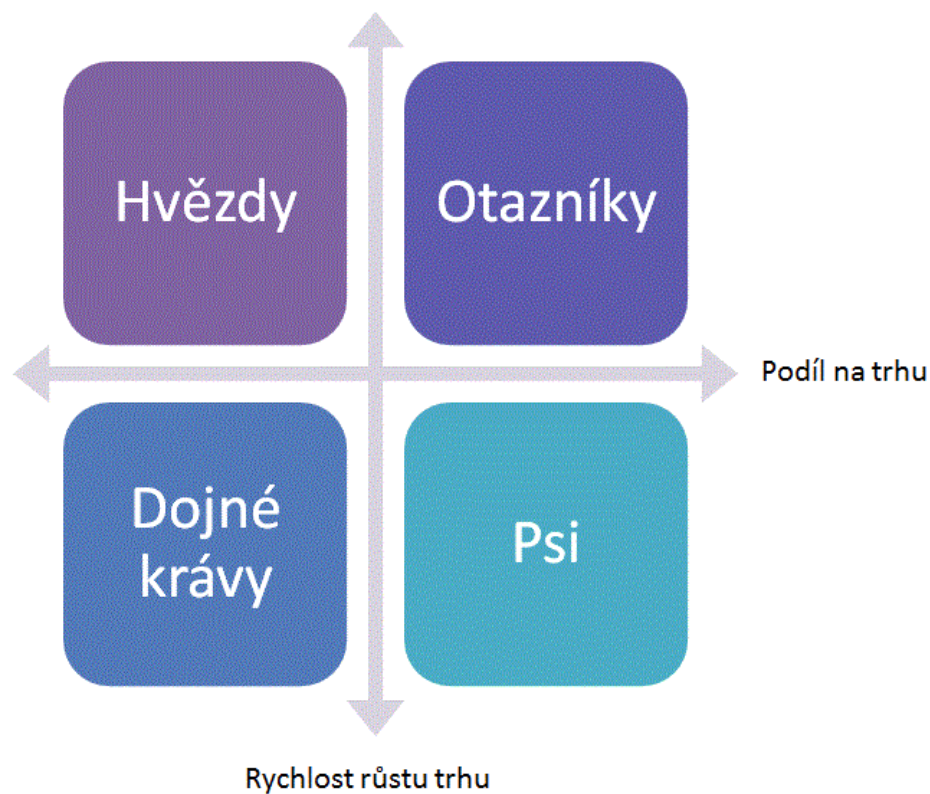 Hvězdy
Otazníky
Podíl na trhu
Dojné
krávy
Psi
Rychlost růstu trhu